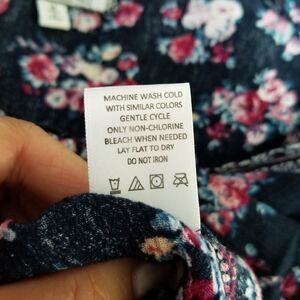 MACHINE WASH COLD
WITH SIMILAR COLORS
GENTLE CYCLE
ONLY NON-CHLORINE
BLEACH WHEN NEEDED
LAY FLAT TO DRY
DO NOT IRON